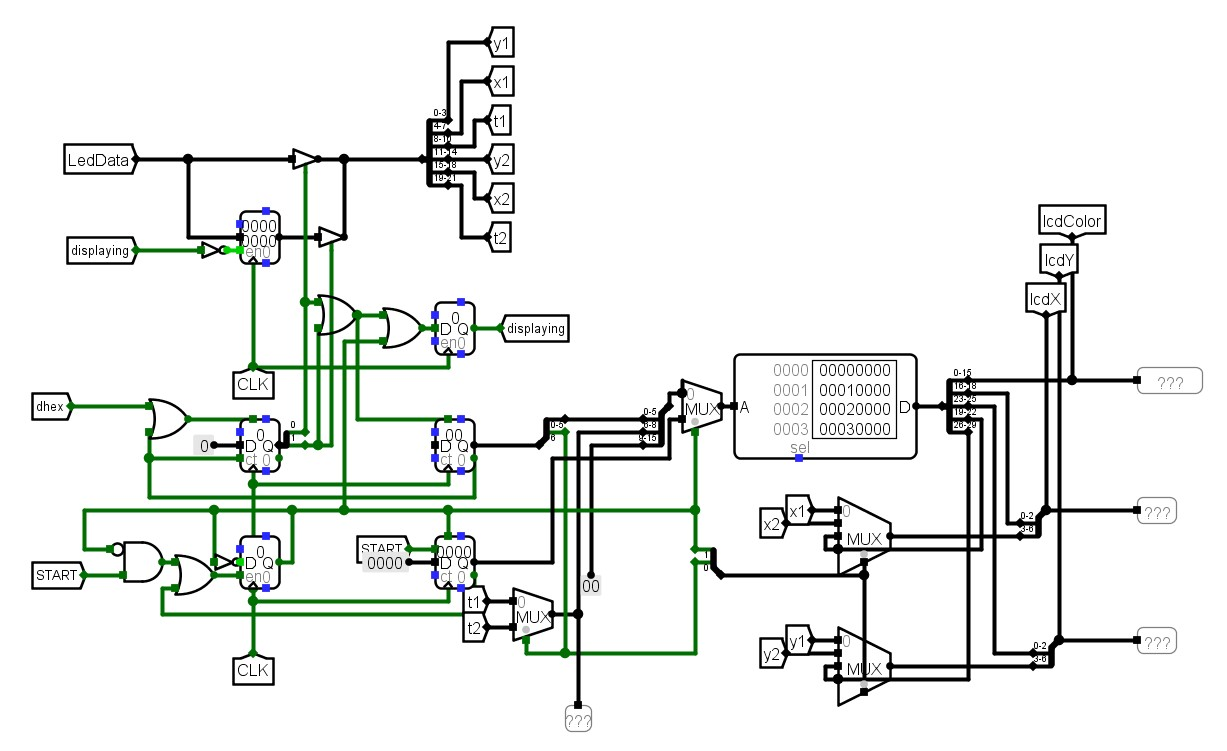 y1
x1
0-3
4-7
t1
8-10
LedData
11-14
y2
15-18
19-21
x2
0000
0000
en0
displaying
t2
lcdColor
lcdY
lcdX
0
D Q
en0
displaying
CLK
0000 00000000
0001 00010000
0002 00020000
0003 00030000
A
D
sel
0-15
16-18
23-25
19-22
26-29
???
dhex
0
0
D Q
ct 0
0
1
00
D Q
ct 0
0-5
6
0-5
6-8
9-15
0
MUX
x1
x2
0
MUX
0-2
3-6
???
START
0
D Q
en0
START
0000
0000
D Q
ct 0
00
1
0
t1
t2
0
MUX
CLK
y1
y2
0
MUX
0-2
3-6
???
???